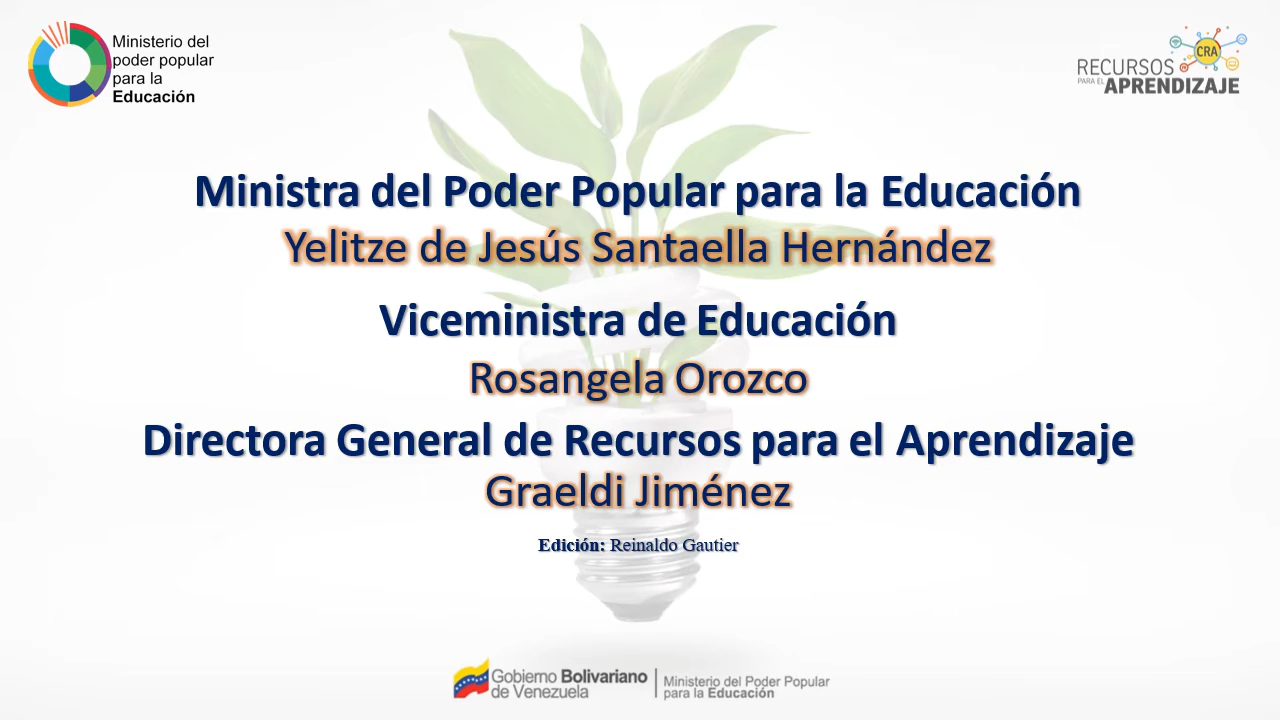 Ministerio del
poder popular
para la
Educación
CRA
RECURSOS
PARA EL APRENDIZAJE
Ministra del Poder Popular para la Educación
Yelitze de Jesús Santaella Hernández
Viceministra de Educación
Rosangela Orozco
Directora General de Recursos para el Aprendizaje
Graeldi Jiménez
Edición: Reinaldo Gautier
Gobierno Bolivariano
de Venezuela
Ministerio del Poder Popular
para la Educación